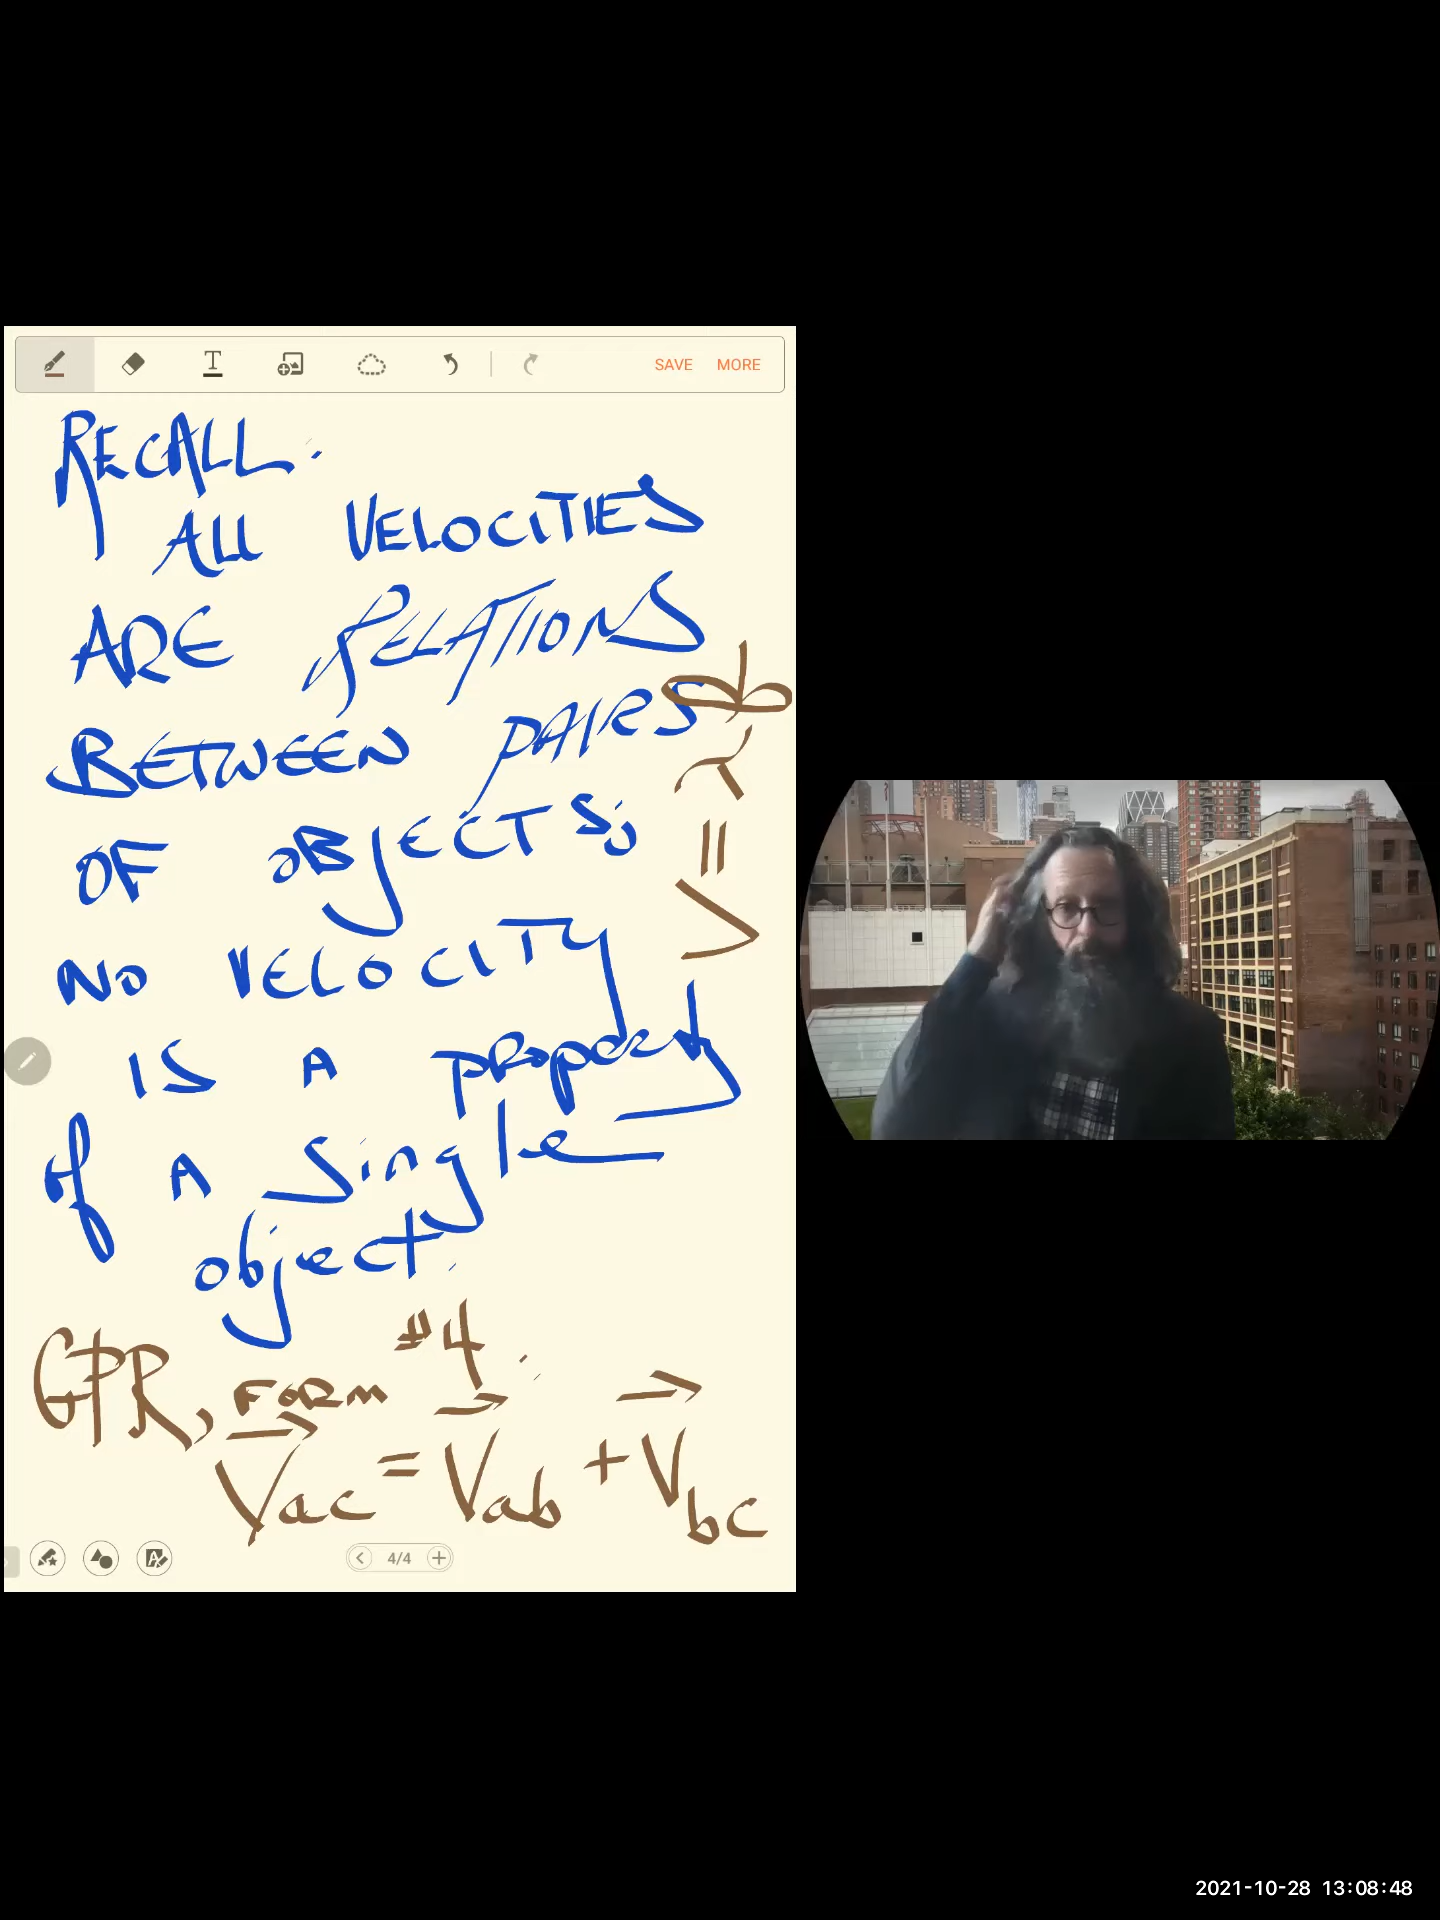 T
SAVE MORE
RECALL:
ALL VELOCITIES
ARE RELATIONS
BETWEEN PAIRS
OF OBJECTS;
NO VELOCITY
IS A property
of A Single
object.
GPR, FORM #4:
Vac = Vab + Vbc
4/4
2021-10-28 13:08:48